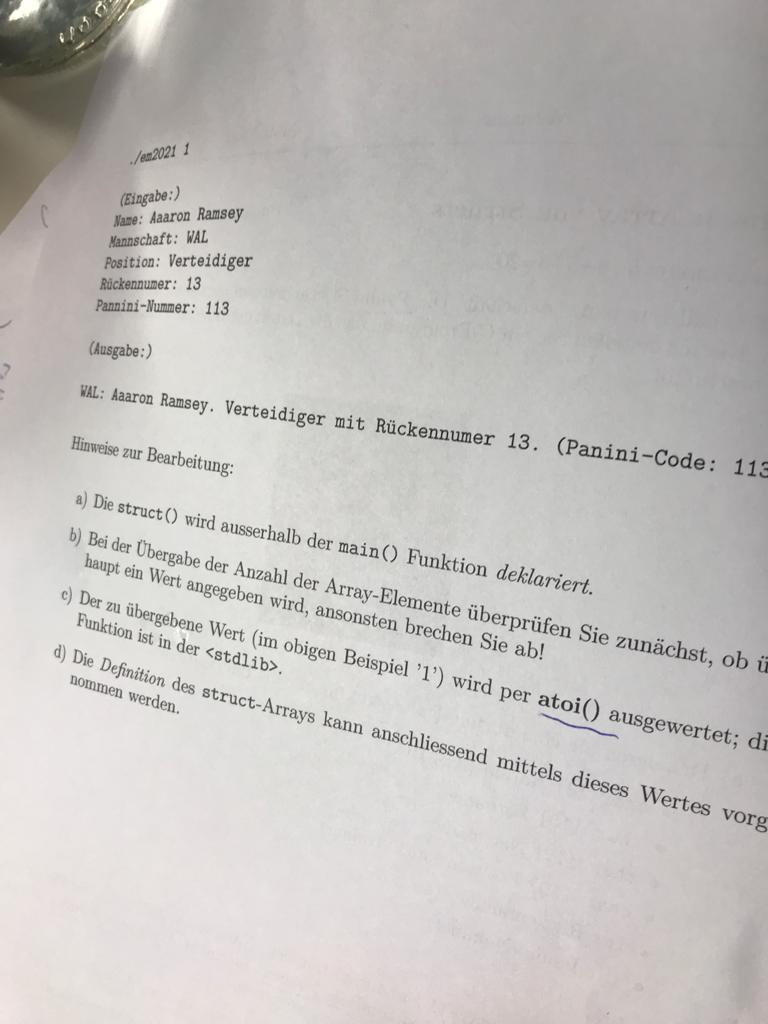 ./em2021 1
(Eingabe:)
Name: Aaaron Ramsey
Mannschaft: WAL
Position: Verteidiger
Rückennumer: 13
Pannini-Nummer: 113
(Ausgabe:)
WAL: Aaaron Ramsey. Verteidiger mit Rückennumer 13. (Panini-Code: 113
Hinweise zur Bearbeitung:
a) Die struct() wird ausserhalb der main() Funktion deklariert.
b) Bei der Übergabe der Anzahl der Array-Elemente überprüfen Sie zunächst, ob ü
haupt ein Wert angegeben wird, ansonsten brechen Sie ab!
c) Der zu übergebene Wert (im obigen Beispiel '1') wird per atoi() ausgewertet; di
Funktion ist in der <stdlib>.
d) Die Definition des struct-Arrays kann anschliessend mittels dieses Wertes vorg
nommen werden.